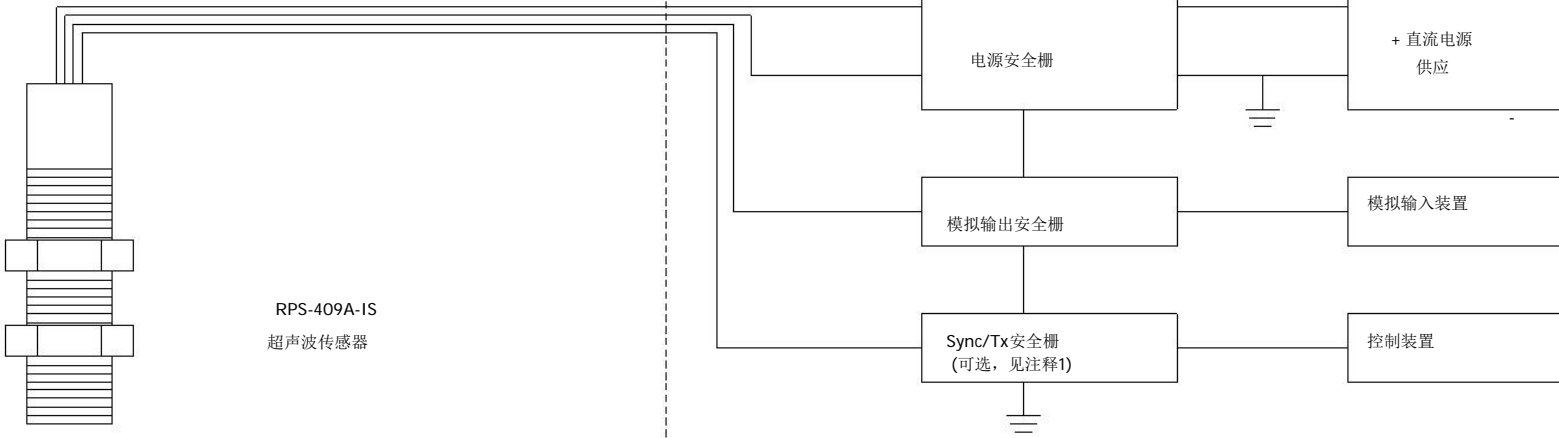 + 直流电源
供应
-
电源安全栅
模拟输出安全栅
模拟输入装置
RPS-409A-IS
超声波传感器
Sync/Tx安全栅
(可选，见注释1)
控制装置